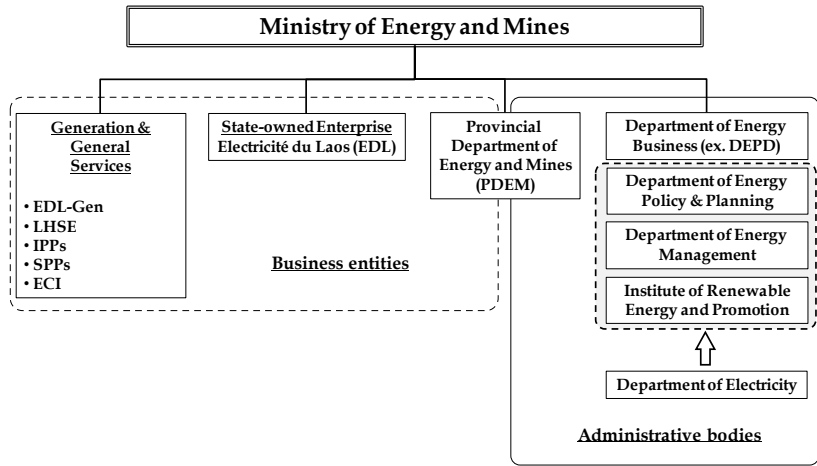 Ministry of Energy and Mines
Generation &
General
Services
• EDL-Gen
• LHSE
• IPPs
• SPPs
• ECI
State-owned Enterprise
Electricité du Laos (EDL)
Business entities
Provincial
Department of
Energy and Mines
(PDEM)
Department of Energy
Business (ex. DEPD)
Department of Energy
Policy & Planning
Department of Energy
Management
Institute of Renewable
Energy and Promotion
Department of Electricity
Administrative bodies